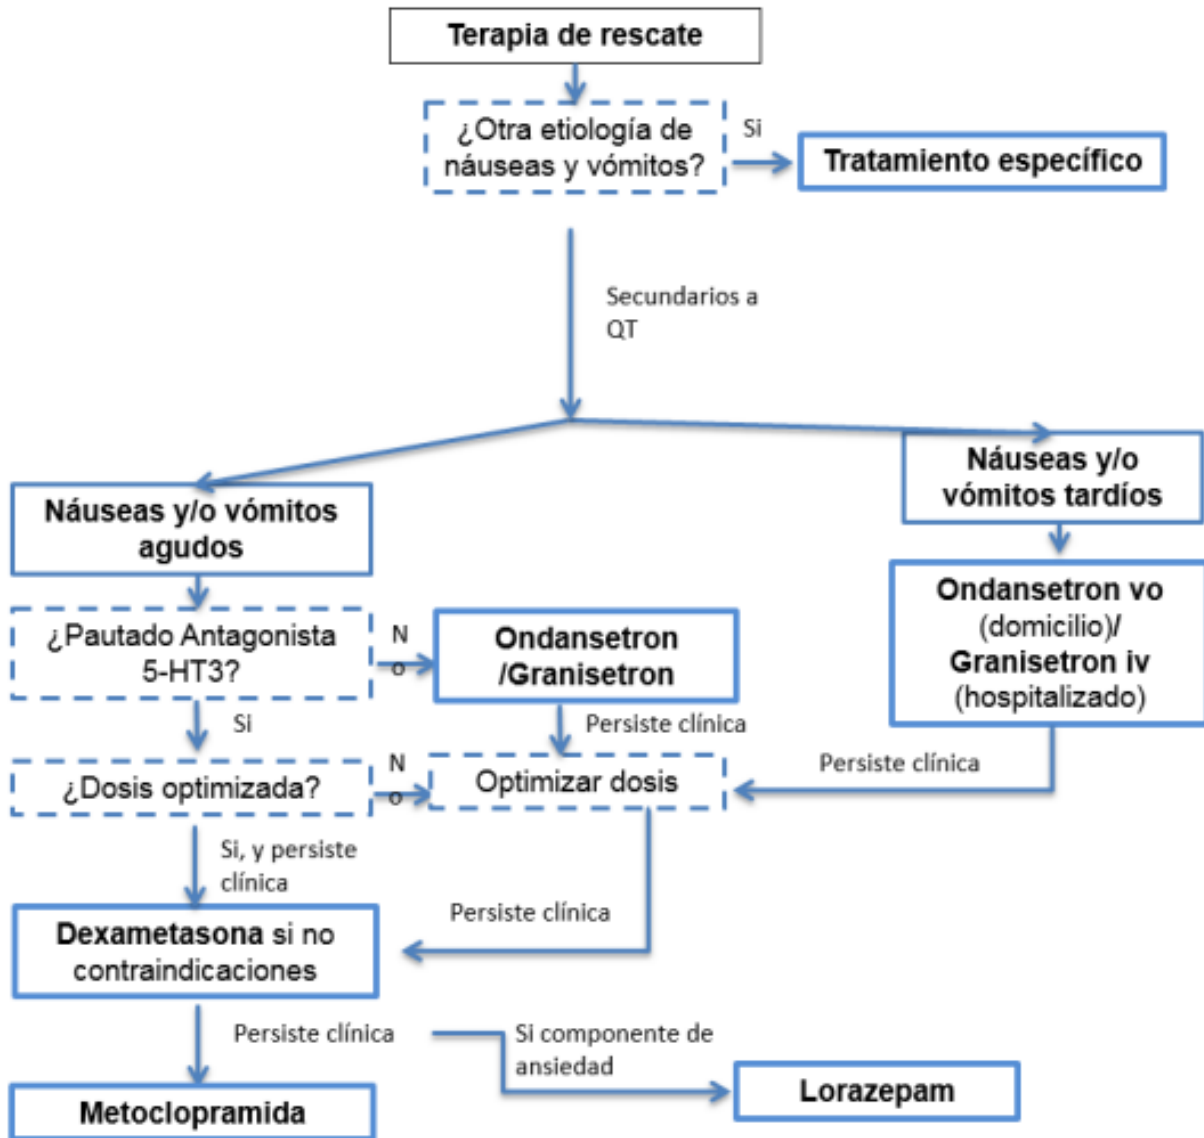 Terapia de rescate
¿Otra etiología de
náuseas y vómitos?
Si
Tratamiento específico
Secundarios a
QT
Náuseas y/o
vómitos tardíos
Náuseas y/o vómitos
agudos
Ondansetron vo
(domicilio)/
Granisetron iv
(hospitalizado)
¿Pautado Antagonista
5-HT3?
N
o
Ondansetron
/Granisetron
Si
Persiste clínica
Persiste clínica
¿Dosis optimizada?
N
o
Optimizar dosis
Si, y persiste
clínica
Persiste clínica
Dexametasona si no
contraindicaciones
Persiste clínica
Si componente de
ansiedad
Metoclopramida
Lorazepam